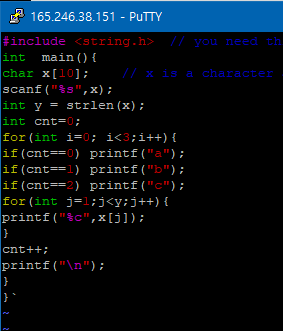 165.246.38.151 - PuTTY
#include <string.h>  // you need th
int  main(){
char x[10];    // x is a character
scanf("%s",x);
int y = strlen(x);
int cnt=0;
for(int i=0; i<3;i++){
if(cnt==0) printf("a");
if(cnt==1) printf("b");
if(cnt==2) printf("c");
for(int j=1;j<y;j++){
printf("%c",x[j]);
}
cnt++;
printf("\n");
}
}`
~
~